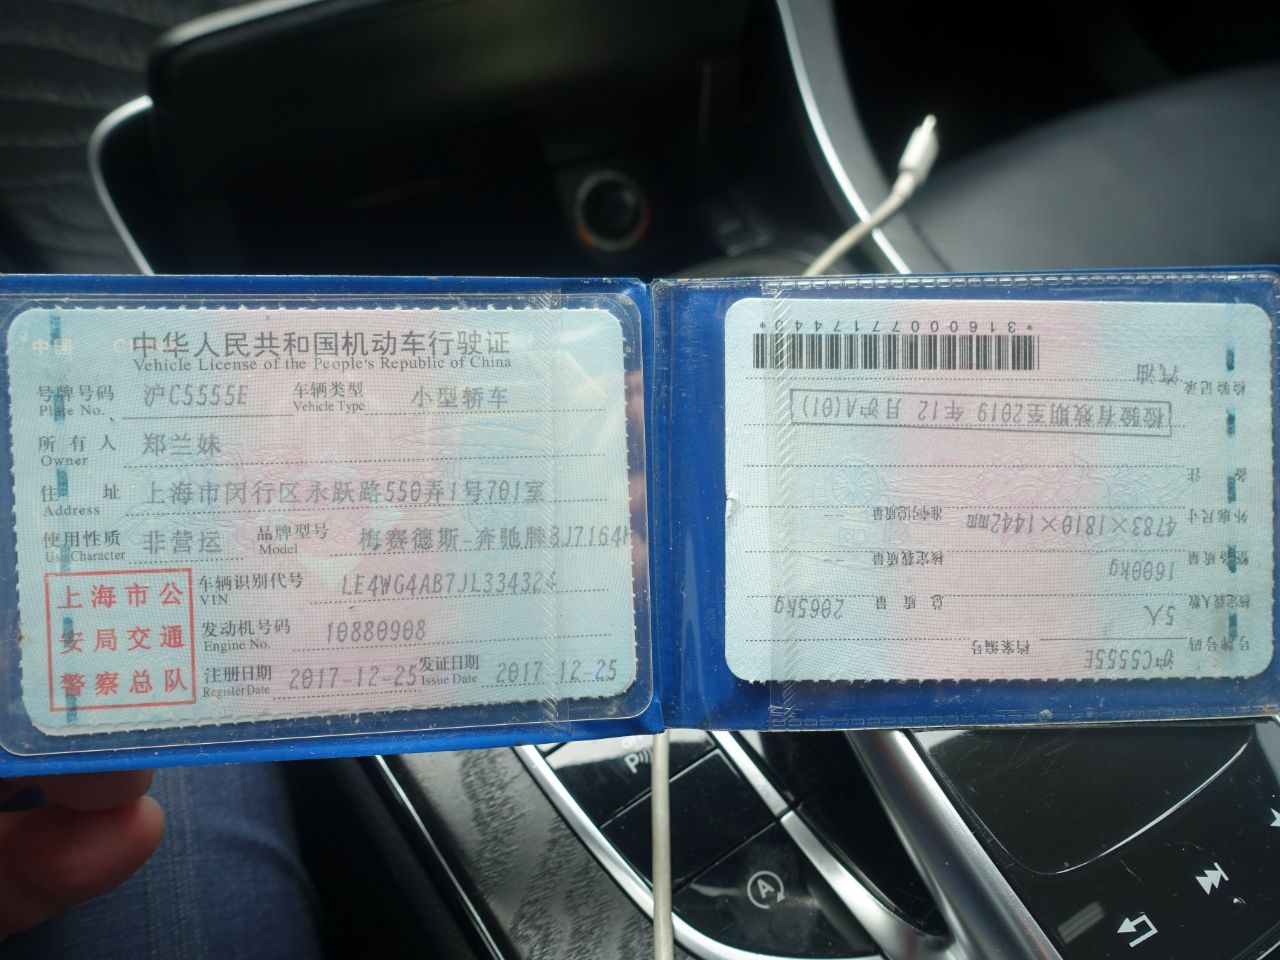 中华人民共和国机动车行驶证
Vehicle License of the People's Republic of China
号牌号码 沪C5555E 车辆类型 小型轿车
Plate No. Vehicle Type
所有人 郑兰妹
Owner
住址 上海市闵行区永跃路550弄1号701室
Address
使用性质 非营运 品牌型号 梅赛德斯-奔驰牌BJ7164H
Use Character Model
上海市公
安局交通
警察总队
车辆识别代号 LE4WG4AB7JL334324
VIN
发动机号码 10880908
Engine No.
注册日期 2017-12-25 发证日期 2017-12-25
Register Date Issue Date
号牌号码 沪C5555E 档案编号
核定载人数 5人 总质量 2065kg
整备质量 1600kg 核定载质量
外廓尺寸 4783×1810×1442mm 准牵引总质量
备注
检验有效期至2019年12月沪A(01)
检验记录
汽油
*3160007717440*
P
A